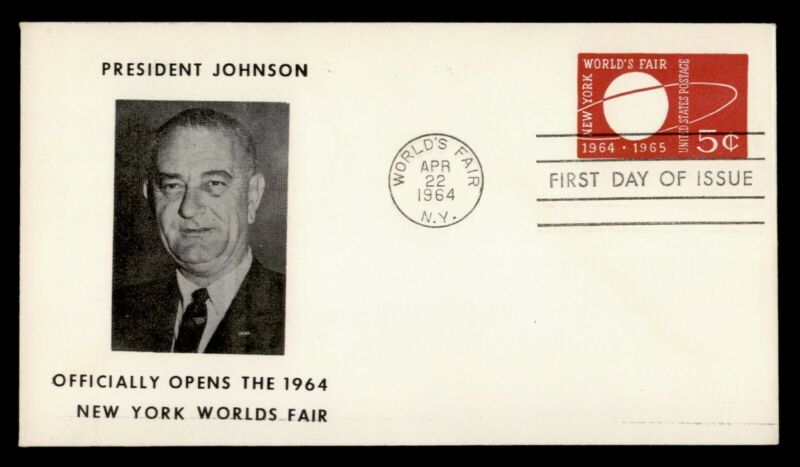 PRESIDENT JOHNSON
OFFICIALLY OPENS THE 1964
NEW YORK WORLDS FAIR
WORLD'S FAIR
APR
22
1964
N.Y.
NEW YORK
WORLD'S FAIR
UNITED STATES POSTAGE
1964 · 1965
5¢
FIRST DAY OF ISSUE